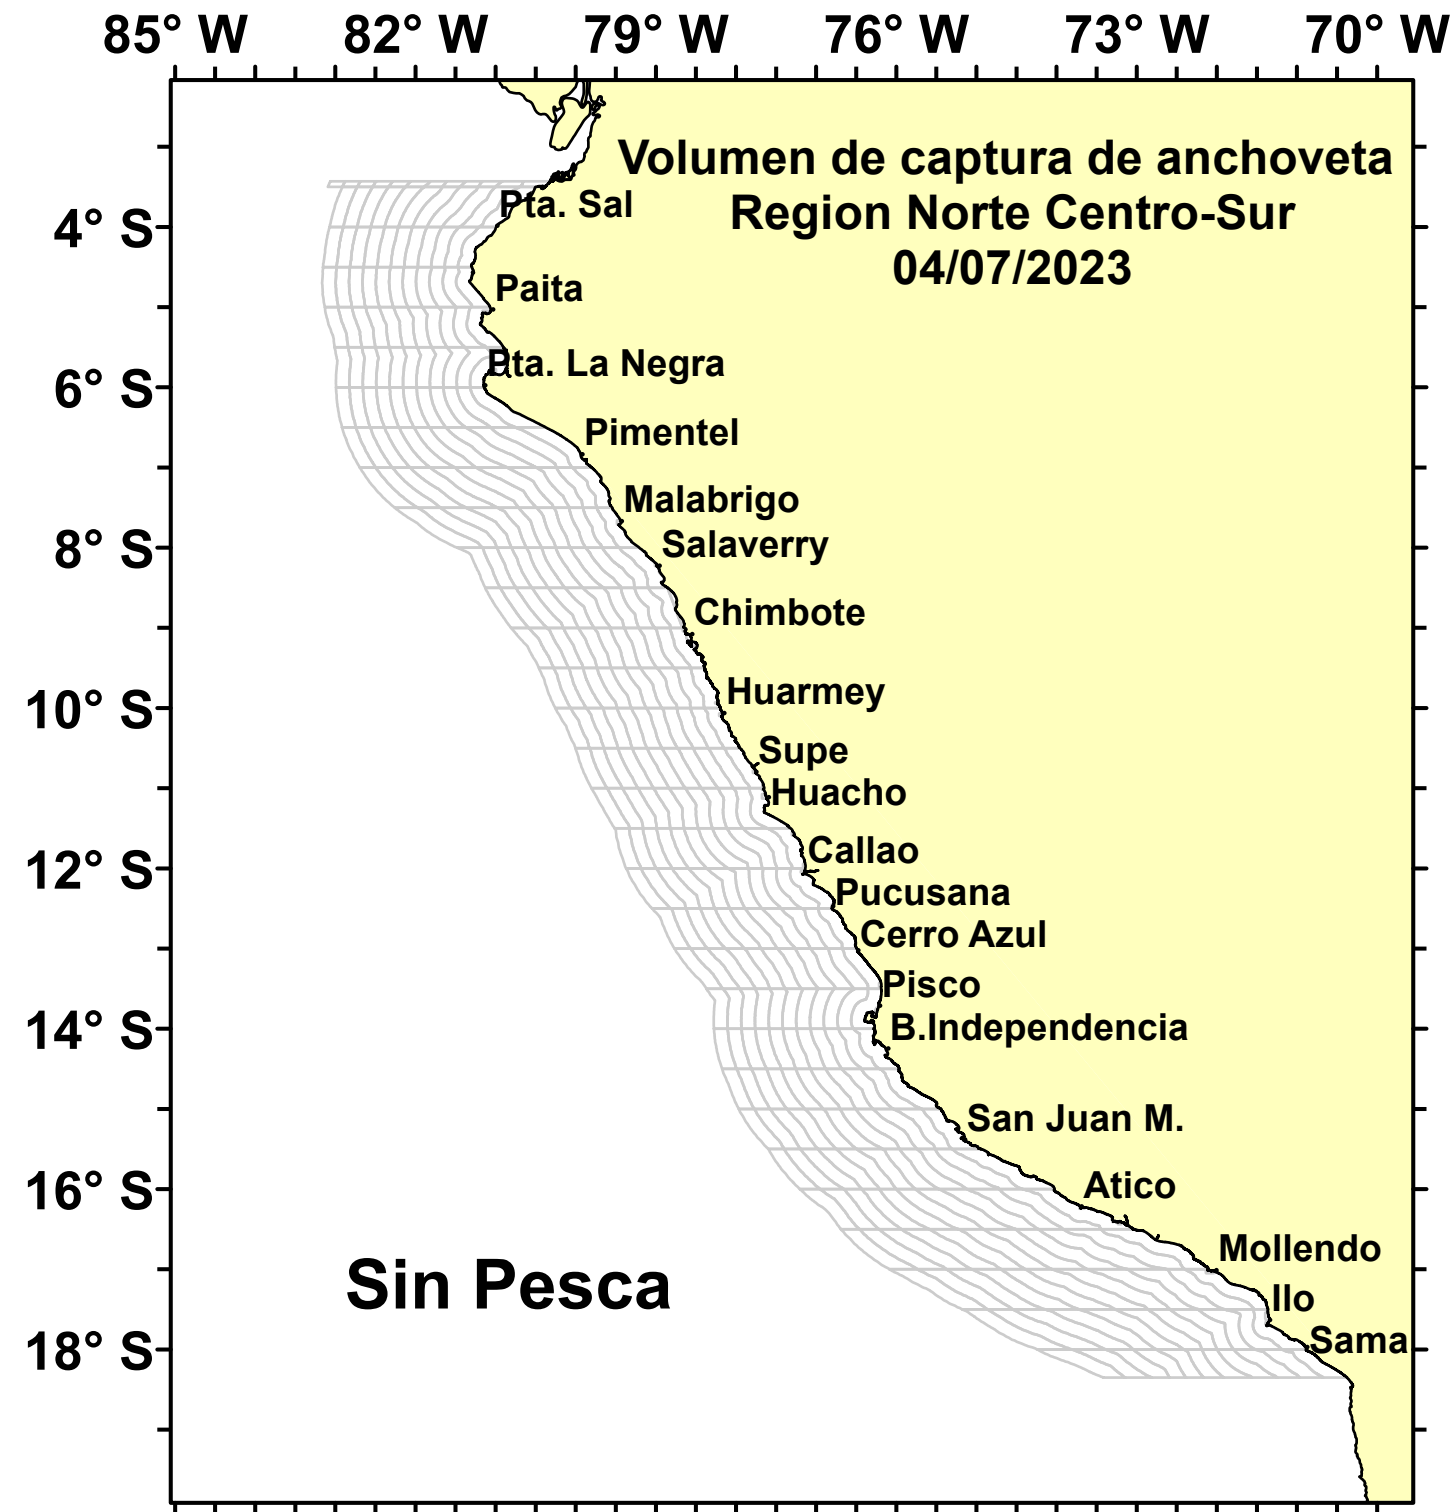 85° W 82° W 79° W 76° W 73° W 70° W
Volumen de captura de anchoveta
Region Norte Centro-Sur
04/07/2023
Pta. Sal
4° S
Paita
Pta. La Negra
6° S
Pimentel
Malabrigo
Salaverry
8° S
Chimbote
Huarmey
10° S
Supe
Huacho
Callao
12° S
Pucusana
Cerro Azul
Pisco
B.Independencia
14° S
San Juan M.
Atico
16° S
Mollendo
Sin Pesca
Ilo
Sama
18° S